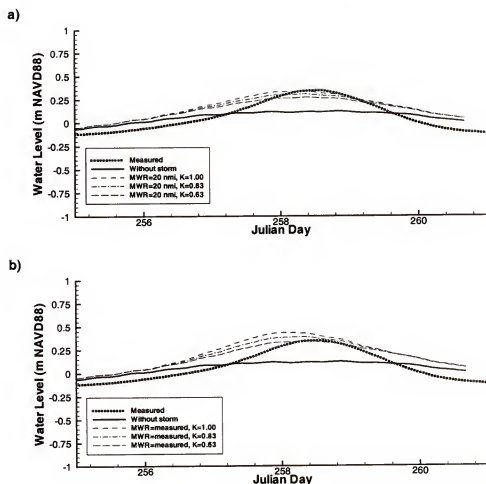 a)
1
0.75
0.5
0.25
0
-0.25
-0.5
-0.75
-1
Water Level (m NAVD88)
Measured
Without storm
MWR=20 nmi, K=1.00
MWR=20 nmi, K=0.83
MWR=20 nmi, K=0.63
256
258
260
Julian Day
b)
1
0.75
0.5
0.25
0
-0.25
-0.5
-0.75
-1
Water Level (m NAVD88)
Measured
Without storm
MWR=measured, K=1.00
MWR=measured, K=0.83
MWR=measured, K=0.63
256
258
260
Julian Day